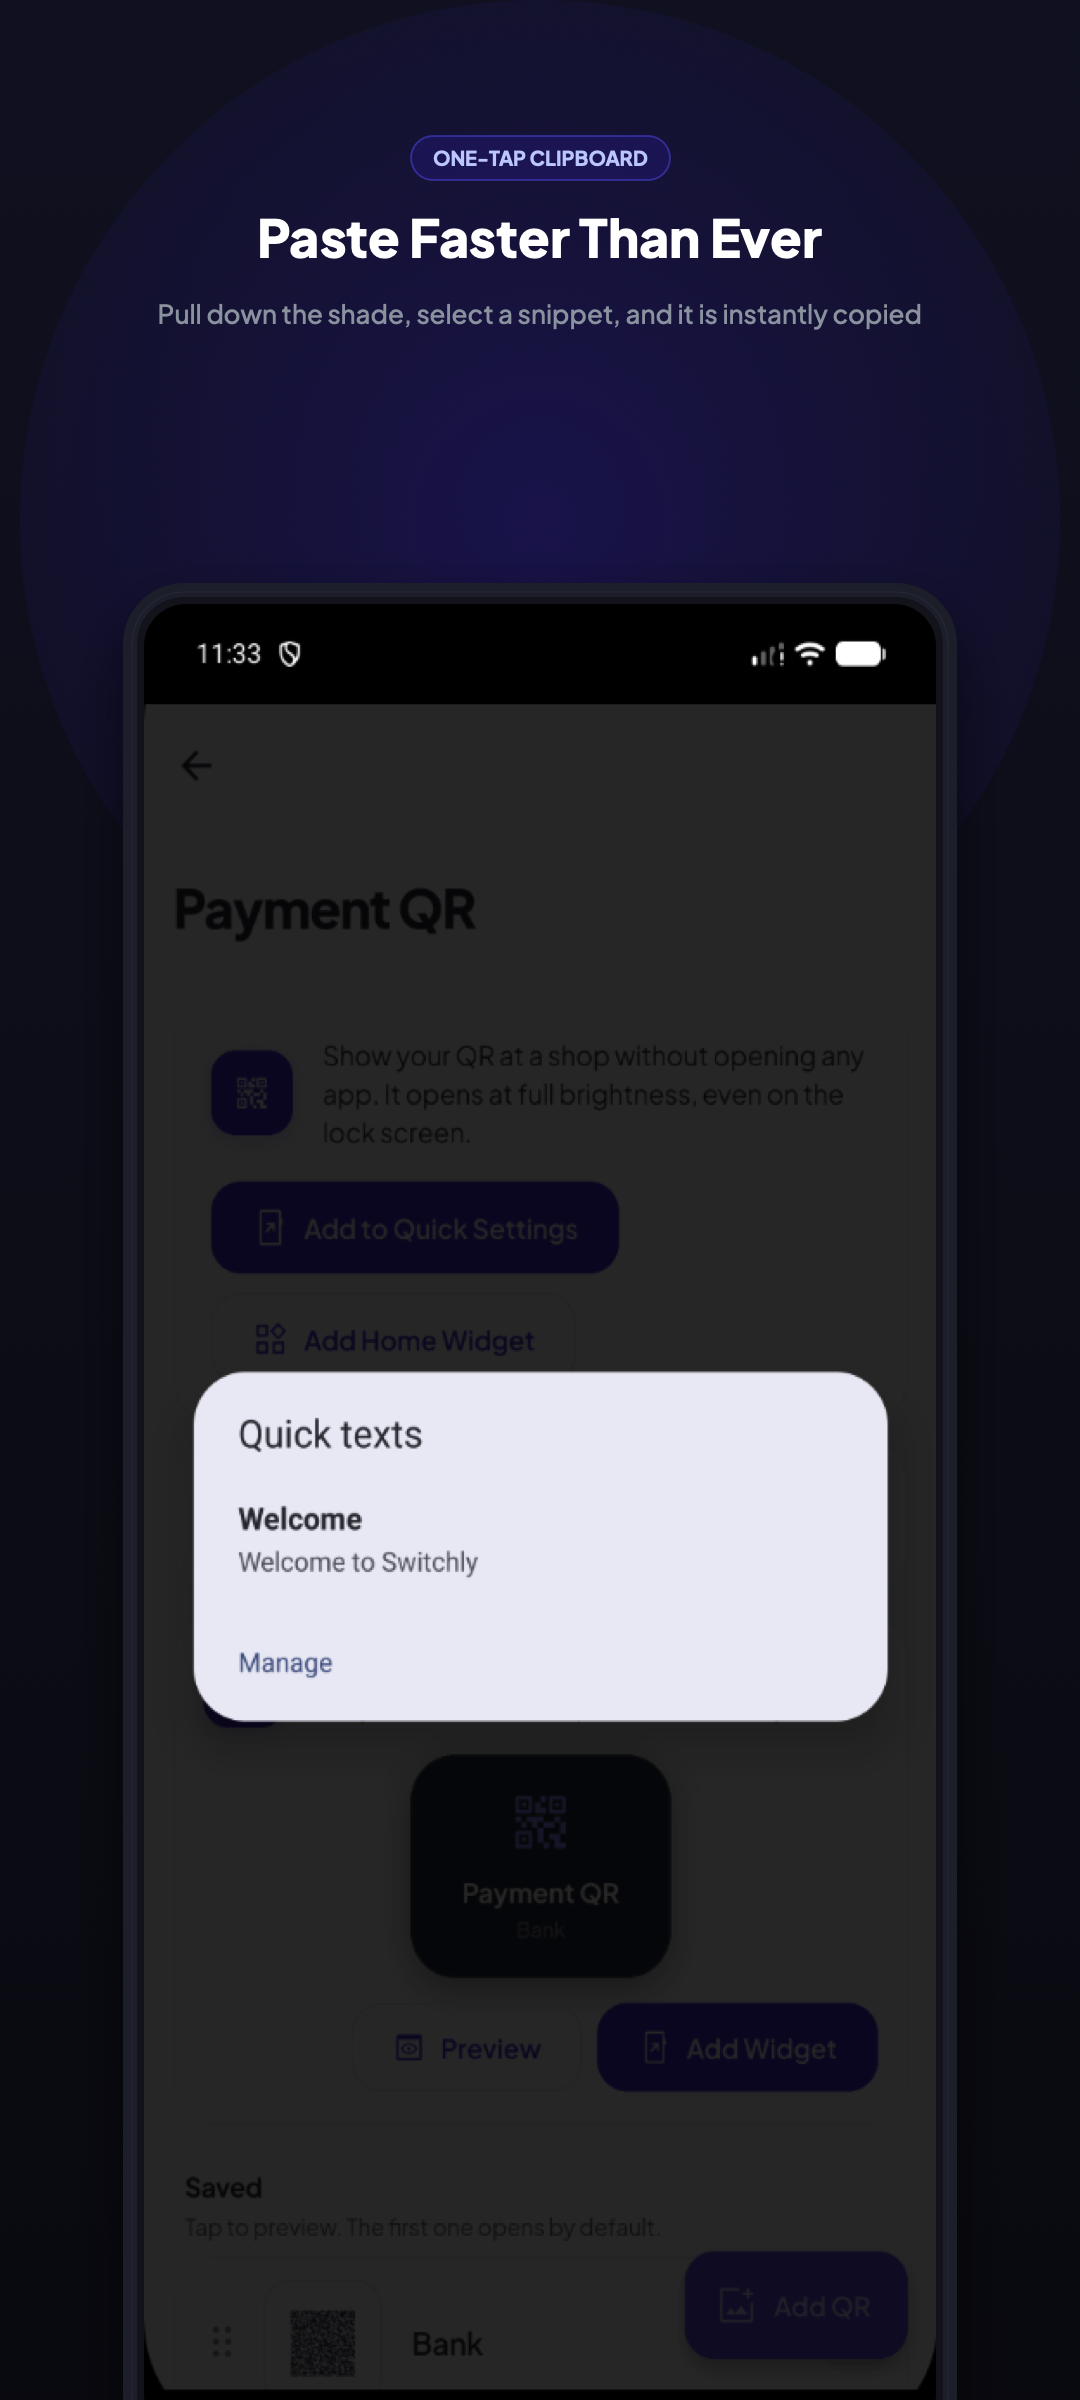 ONE-TAP CLIPBOARD
Paste Faster Than Ever
Pull down the shade, select a snippet, and it is instantly copied
11:33
Payment QR
Show your QR at a shop without opening any
app. It opens at full brightness, even on the
lock screen.
Add to Quick Settings
Add Home Widget
Quick texts
Welcome
Welcome to Switchly
Manage
Payment QR
Bank
Preview
Add Widget
Saved
Tap to preview. The first one opens by default.
Add QR
Bank